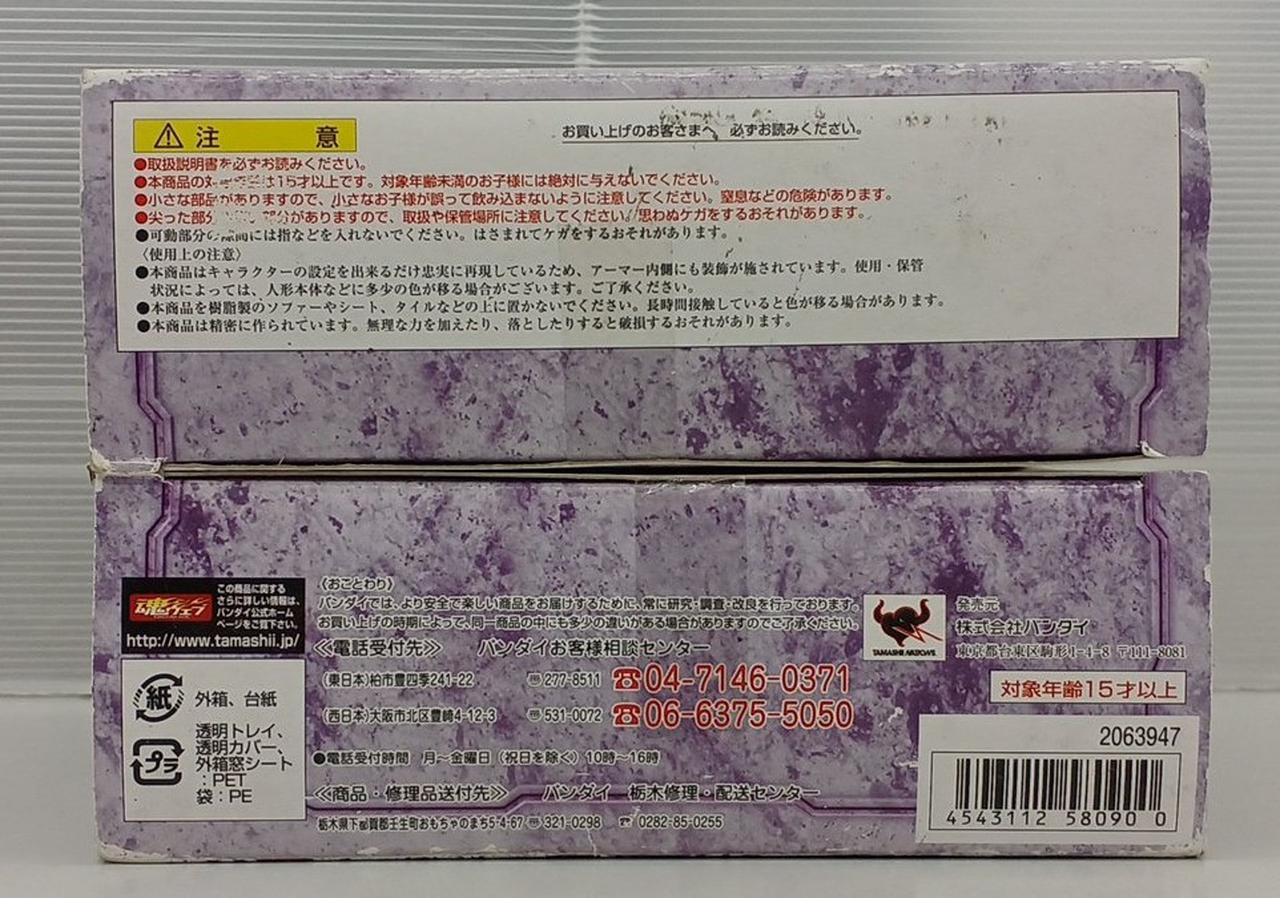 注 意
お買い上げのお客さまへ 必ずお読みください。
●取扱説明書を必ずお読みください。
●本商品の対 は15才以上です。対象年齢未満のお子様には絶対に与えないでください。
●小さな部品がありますので、小さなお子様が誤って飲み込まないように注意してください。窒息などの危険があります。
●尖った部分 部分がありますので、取扱や保管場所に注意してください。思わぬケガをするおそれがあります。
●可動部分の隙間には指などを入れないでください。はさまれてケガをするおそれがあります。
〈使用上の注意〉
●本商品はキャラクターの設定を出来るだけ忠実に再現しているため、アーマー内側にも装飾が施されています。使用・保管
状況によっては、人形本体などに多少の色が移る場合がございます。ご了承ください。
●本商品を樹脂製のソファーやシート、タイルなどの上に置かないでください。長時間接触していると色が移る場合があります。
●本商品は精密に作られています。無理な力を加えたり、落としたりすると破損するおそれがあります。
魂ウェブ
この商品に関する
さらに詳しい情報は、
バンダイ公式ホーム
ページをご覧下さい。
http://www.tamashii.jp/
紙
外箱、台紙
プラ
透明トレイ、
透明カバー、
外箱窓シート
：PET
袋：PE
〈おことわり〉
バンダイでは、より安全で楽しい商品をお届けするために、常に研究・調査・改良を行っております。
お買い上げの時期によって、同一商品の中にも多少の違いがある場合がありますのでご了承ください。
≪電話受付先≫ バンダイお客様相談センター
(東日本)柏市豊四季241-22 〠277-8511 ☎04-7146-0371
(西日本)大阪市北区豊崎4-12-3 〠531-0072 ☎06-6375-5050
●電話受付時間 月～金曜日（祝日を除く）10時～16時
≪商品・修理品送付先≫ バンダイ 栃木修理・配送センター
栃木県下都賀郡壬生町おもちゃのまち5-4-67 〠321-0298 ☎ 0282-85-0255
TAMASHII NATIONS
発売元
株式会社バンダイ
東京都台東区駒形1-4-8 〒111-8081
対象年齢15才以上
2063947
4543112 58090 0